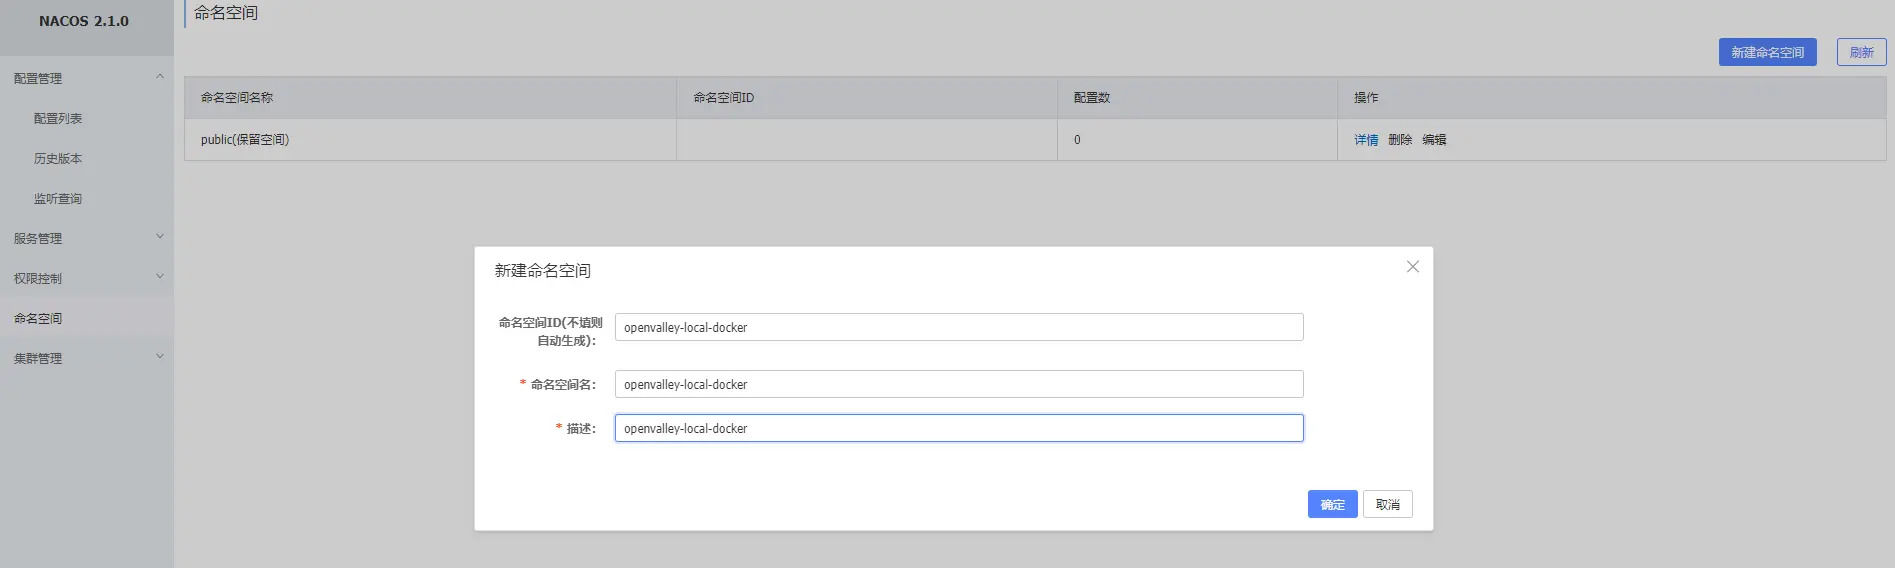 NACOS 2.1.0
命名空间
新建命名空间 刷新
配置管理
配置列表
历史版本
监听查询
服务管理
权限控制
命名空间
集群管理
命名空间名称 命名空间ID 配置数 操作
public(保留空间) 0 详情 删除 编辑
新建命名空间
命名空间ID(不填则
自动生成): openvalley-local-docker
* 命名空间名: openvalley-local-docker
* 描述: openvalley-local-docker
确定 取消